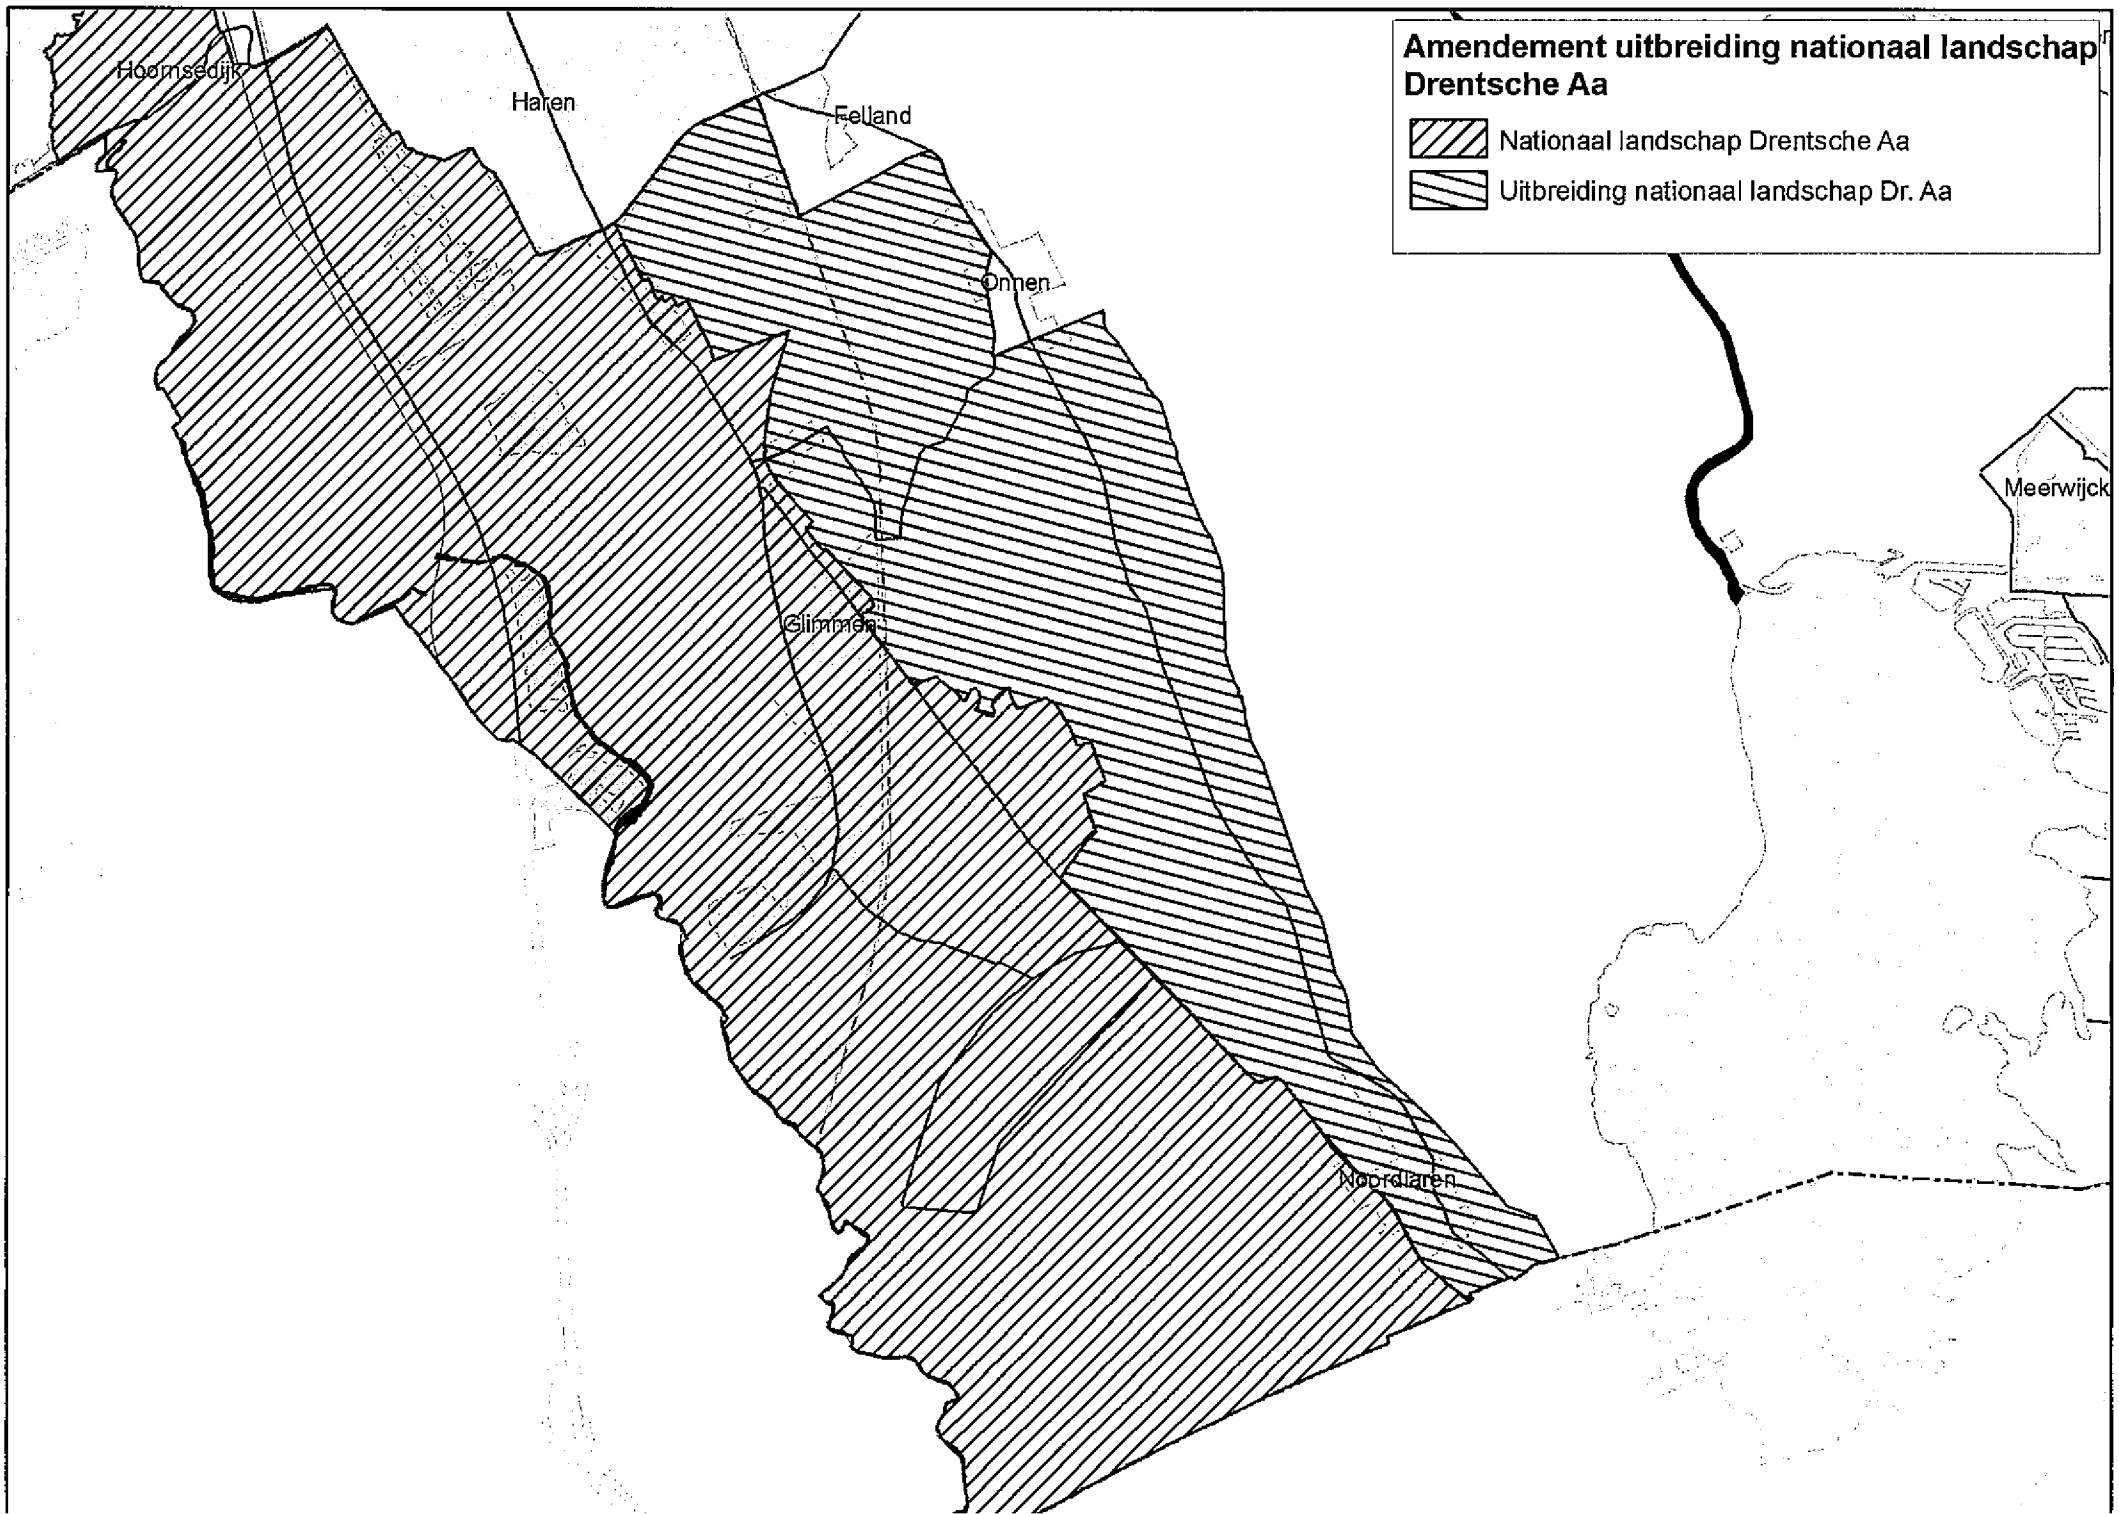 Amendement uitbreiding nationaal landschap
Drentsche Aa
Nationaal landschap Drentsche Aa
Uitbreiding nationaal landschap Dr. Aa
Hoornsedijk
Haren
Felland
Onnen
Meerwijck
Glimmen
Noordlaren